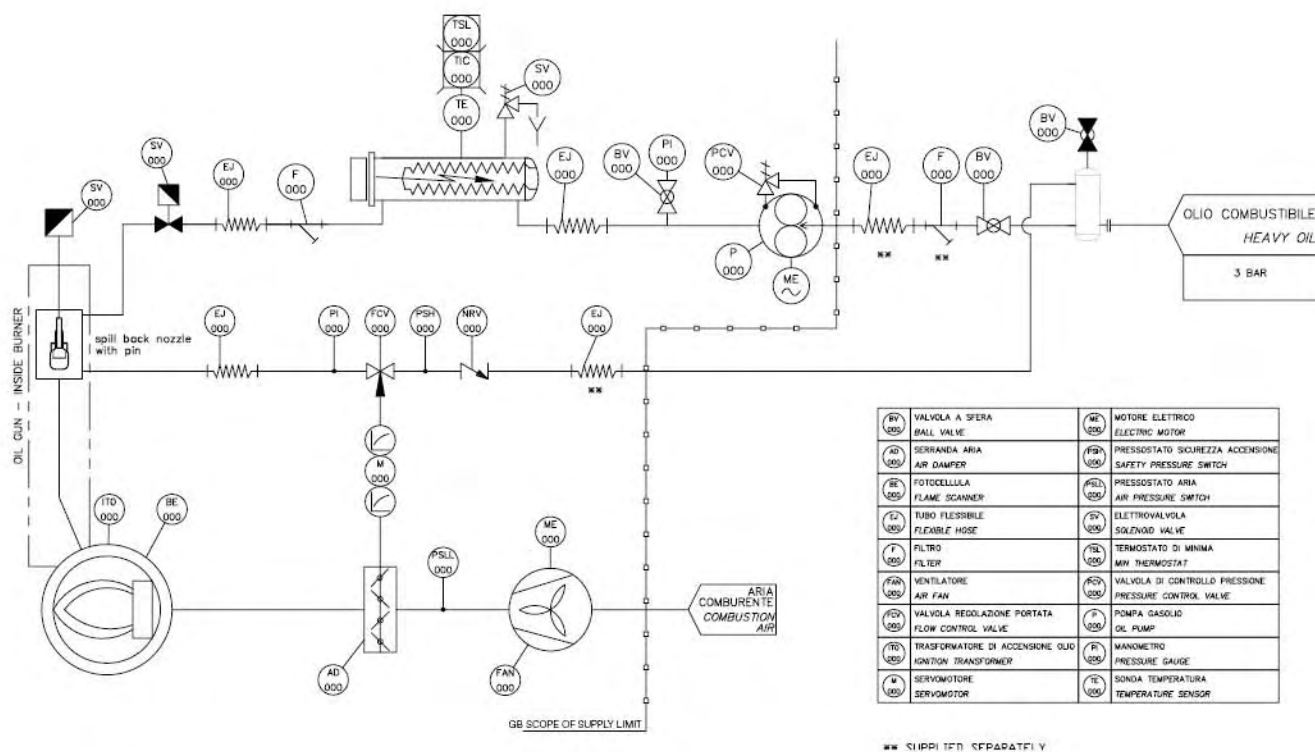 TSL
000
TIC
000
TE
000
SV
000
SV
000
EJ
000
F
000
SV
000
EJ
000
BV
000
PI
000
PCV
000
P
000
ME
EJ
000
**
F
000
**
BV
000
BV
000
OLIO COMBUSTIBILE
HEAVY OIL
3 BAR
OIL GUN - INSIDE BURNER
spill back nozzle
with pin
EJ
000
PI
000
FCV
000
PSH
000
NRV
000
EJ
000
**
M
000
ITO
000
BE
000
PSLL
000
ME
000
AD
000
FAN
000
ARIA
COMBURENTE
COMBUSTION
AIR
GB SCOPE OF SUPPLY LIMIT
BV
000
VALVOLA A SFERA
BALL VALVE
ME
000
MOTORE ELETTRICO
ELECTRIC MOTOR
AD
000
SERRANDA ARIA
AIR DAMPER
PSH
000
PRESSOSTATO SICUREZZA ACCENSIONE
SAFETY PRESSURE SWITCH
BE
000
FOTOCELLULA
FLAME SCANNER
PSLL
000
PRESSOSTATO ARIA
AIR PRESSURE SWITCH
EJ
000
TUBO FLESSIBILE
FLEXIBLE HOSE
SV
000
ELETTROVALVOLA
SOLENOID VALVE
F
000
FILTRO
FILTER
TSL
000
TERMOSTATO DI MINIMA
MIN THERMOSTAT
FAN
000
VENTILATORE
AIR FAN
PCV
000
VALVOLA DI CONTROLLO PRESSIONE
PRESSURE CONTROL VALVE
FCV
000
VALVOLA REGOLAZIONE PORTATA
FLOW CONTROL VALVE
P
000
POMPA GASOLIO
OIL PUMP
ITO
000
TRASFORMATORE DI ACCENSIONE OLIO
IGNITION TRANSFORMER
PI
000
MANOMETRO
PRESSURE GAUGE
M
000
SERVOMOTORE
SERVOMOTOR
TE
000
SONDA TEMPERATURA
TEMPERATURE SENSOR
** SUPPLIED SEPARATELY